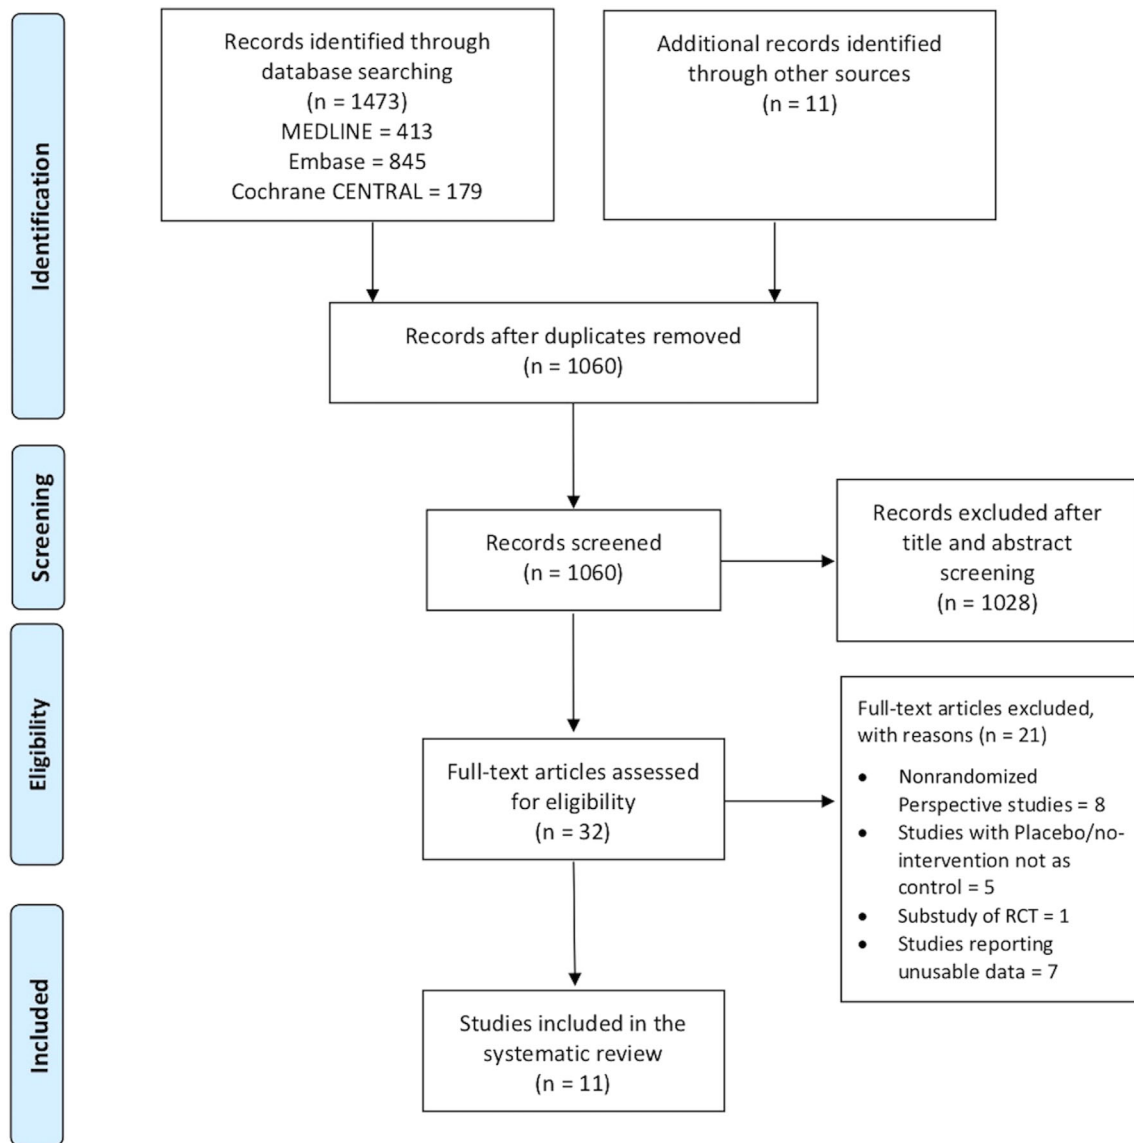 Identification
Records identified through
database searching
(n = 1473)
MEDLINE = 413
Embase = 845
Cochrane CENTRAL = 179
Additional records identified
through other sources
(n = 11)
Records after duplicates removed
(n = 1060)
Screening
Records screened
(n = 1060)
Records excluded after
title and abstract
screening
(n = 1028)
Eligibility
Full-text articles assessed
for eligibility
(n = 32)
Full-text articles excluded,
with reasons (n = 21)
• Nonrandomized
Perspective studies = 8
• Studies with Placebo/no-
intervention not as
control = 5
• Substudy of RCT = 1
• Studies reporting
unusable data = 7
Included
Studies included in the
systematic review
(n = 11)